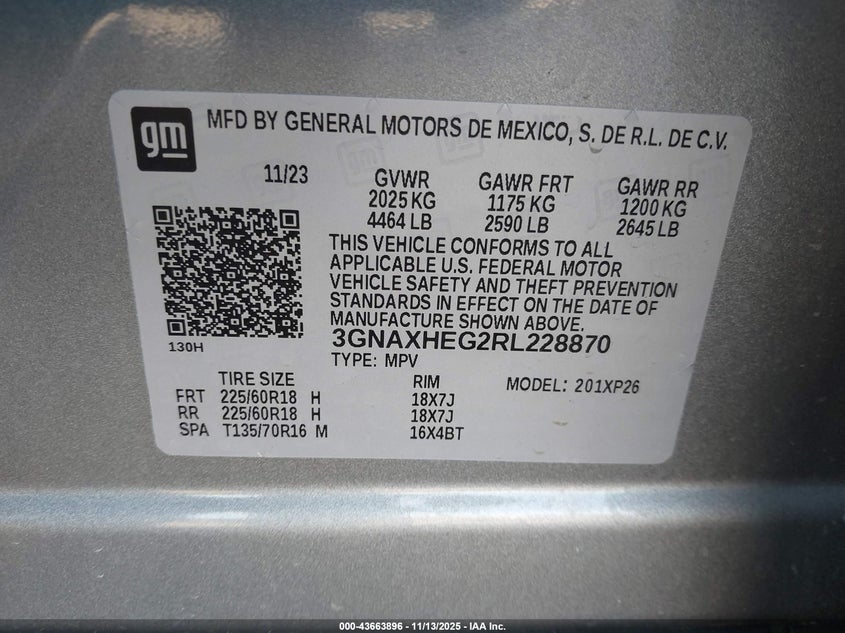 gm MFD BY GENERAL MOTORS DE MEXICO, S. DE R.L. DE C.V.
11/23 GVWR GAWR FRT GAWR RR
2025 KG 1175 KG 1200 KG
4464 LB 2590 LB 2645 LB
THIS VEHICLE CONFORMS TO ALL
APPLICABLE U.S. FEDERAL MOTOR
VEHICLE SAFETY AND THEFT PREVENTION
STANDARDS IN EFFECT ON THE DATE OF
MANUFACTURE SHOWN ABOVE.
130H 3GNAXHEG2RL228870
TYPE: MPV
TIRE SIZE RIM MODEL: 201XP26
FRT 225/60R18 H 18X7J
RR 225/60R18 H 18X7J
SPA T135/70R16 M 16X4BT
000-43663896 - 11/13/2025 - IAA Inc.